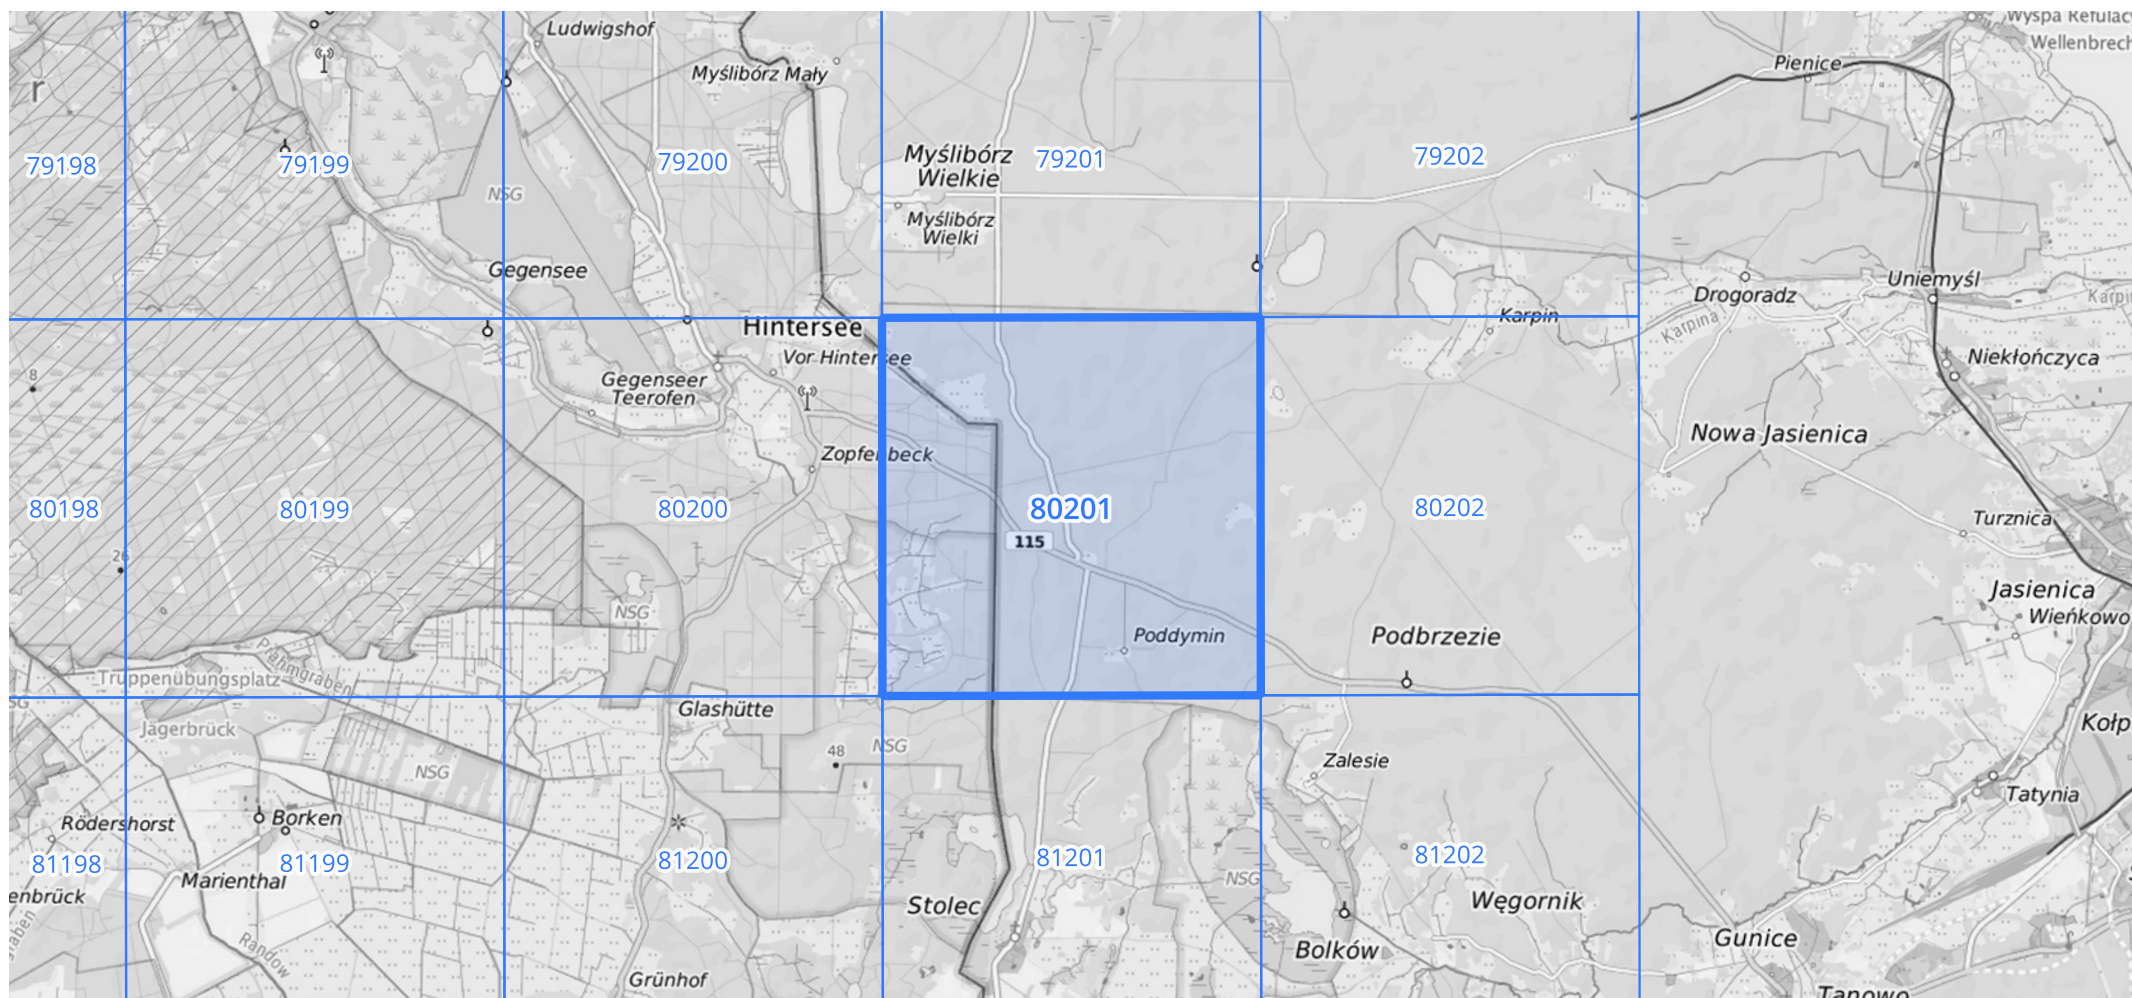 Wyspa Refulac
Wellenbrech
Ludwigshof
Myślibórz Mały
Pienice
r
79198
79199
79200
Myślibórz
Wielkie
79201
79202
NSG
Myślibórz
Wielki
Gegensee
Drogoradz
Uniemyśl
Karpin
Karpina
Hintersee
Vor Hintersee
Niekłończyca
8
Gegenseer
Teerofen
Zopfenbeck
Nowa Jasienica
80198
80199
80200
80201
80202
115
Turznica
26
Jasienica
Wieńkowo
NSG
Poddymin
Podbrzezie
Prahmgraben
Truppenübungsplatz
Jägerbrück
SG
Glashütte
48
NSG
Kołp
NSG
Zalesie
Tatynia
Rödershorst
Borken
81198
81199
81200
81201
81202
Marienthal
enbrück
graben
Randow
Stolec
NSG
Węgornik
Bolków
Gunice
Grünhof
Tanowo